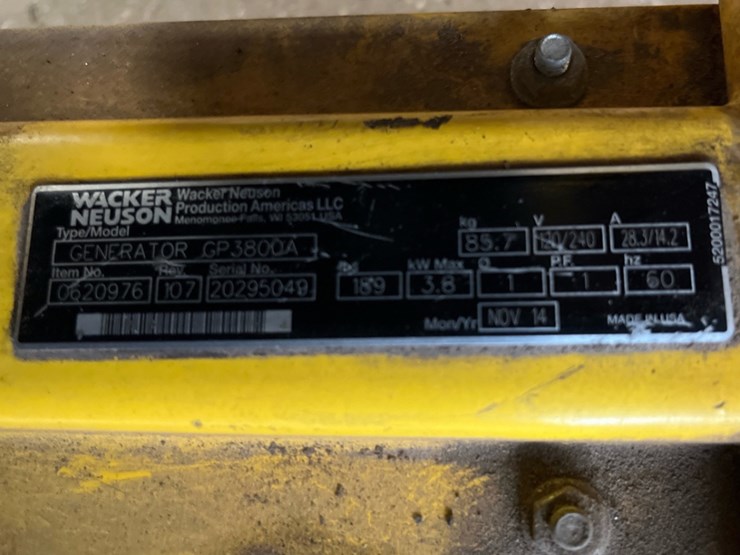 WACKER NEUSON
Wacker Neuson
Production Americas LLC
Menomonee Falls, WI 53051 USA
Type/Model
GENERATOR GP3800A
kg V A
85.7 120/240 28.3/14.2
Item No. Rev. Serial No. lbs kW Max. P.F. hz
0620976 107 20295049 189 3.8 1 1 60
Mon/Yr NOV 14
MADE IN USA
5200017247